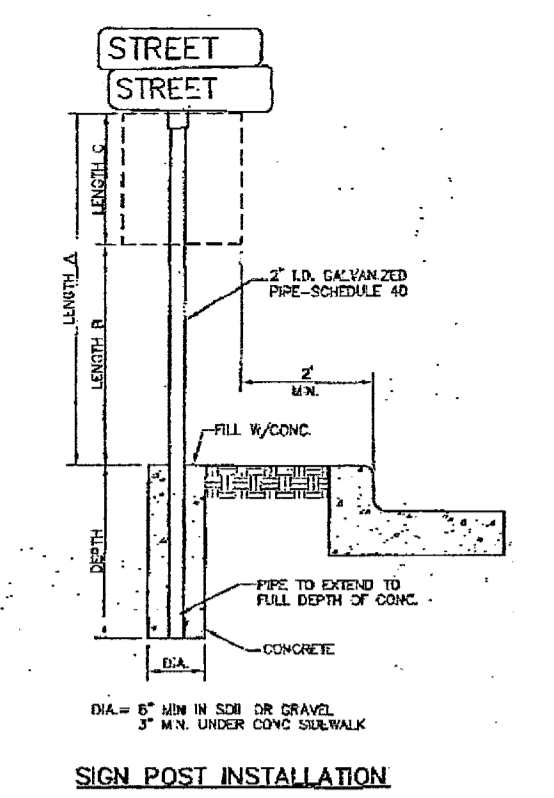 STREET
STREET
LENGTH C
LENGTH A
LENGTH B
2" I.D. GALVANIZED
PIPE-SCHEDULE 40
2'
MIN.
FILL W/CONC.
DEPTH
PIPE TO EXTEND TO
FULL DEPTH OF CONC.
CONCRETE
DIA.
DIA.= 6" MIN IN SOIL OR GRAVEL
3" MIN. UNDER CONC SIDEWALK
SIGN POST INSTALLATION